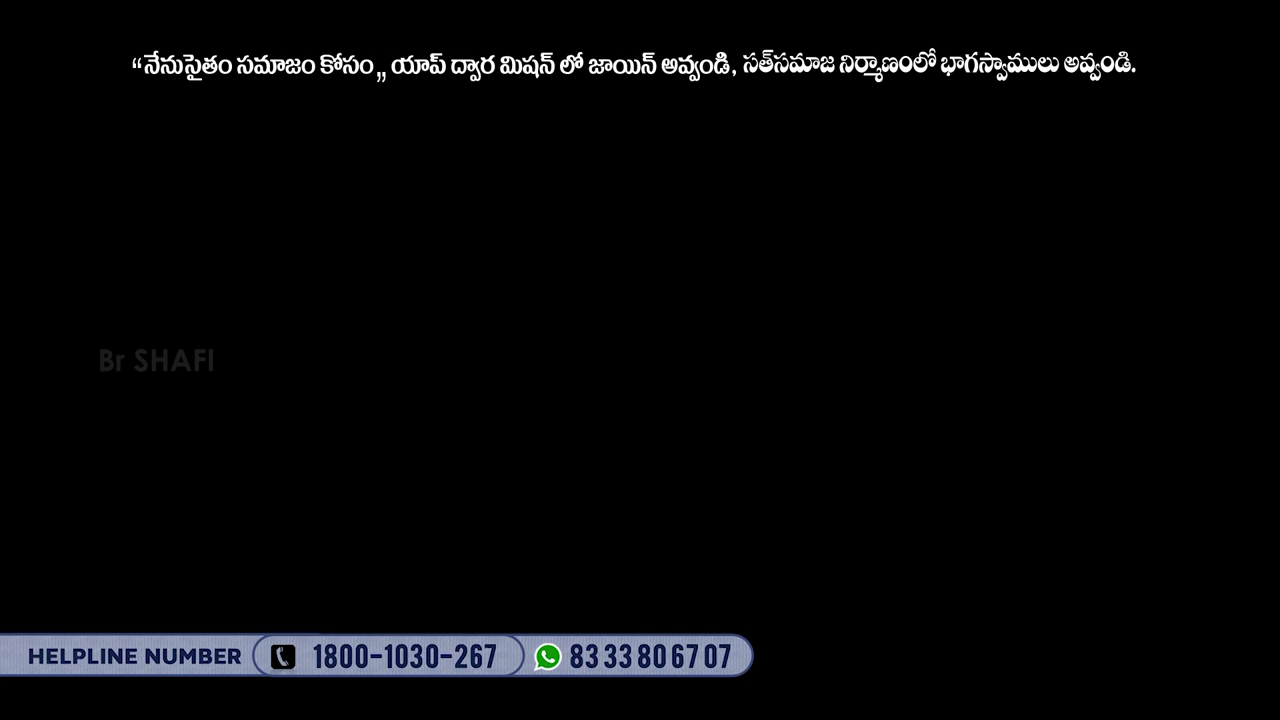 “నేనుసైతం సమాజం కోసం„ యాప్ ద్వార మిషన్ లో జాయిన్ అవ్వండి, సత్‌సమాజ నిర్మాణంలో భాగస్వాములు అవ్వండి.
Br SHAFI
HELPLINE NUMBER 1800-1030-267 83 33 80 67 07